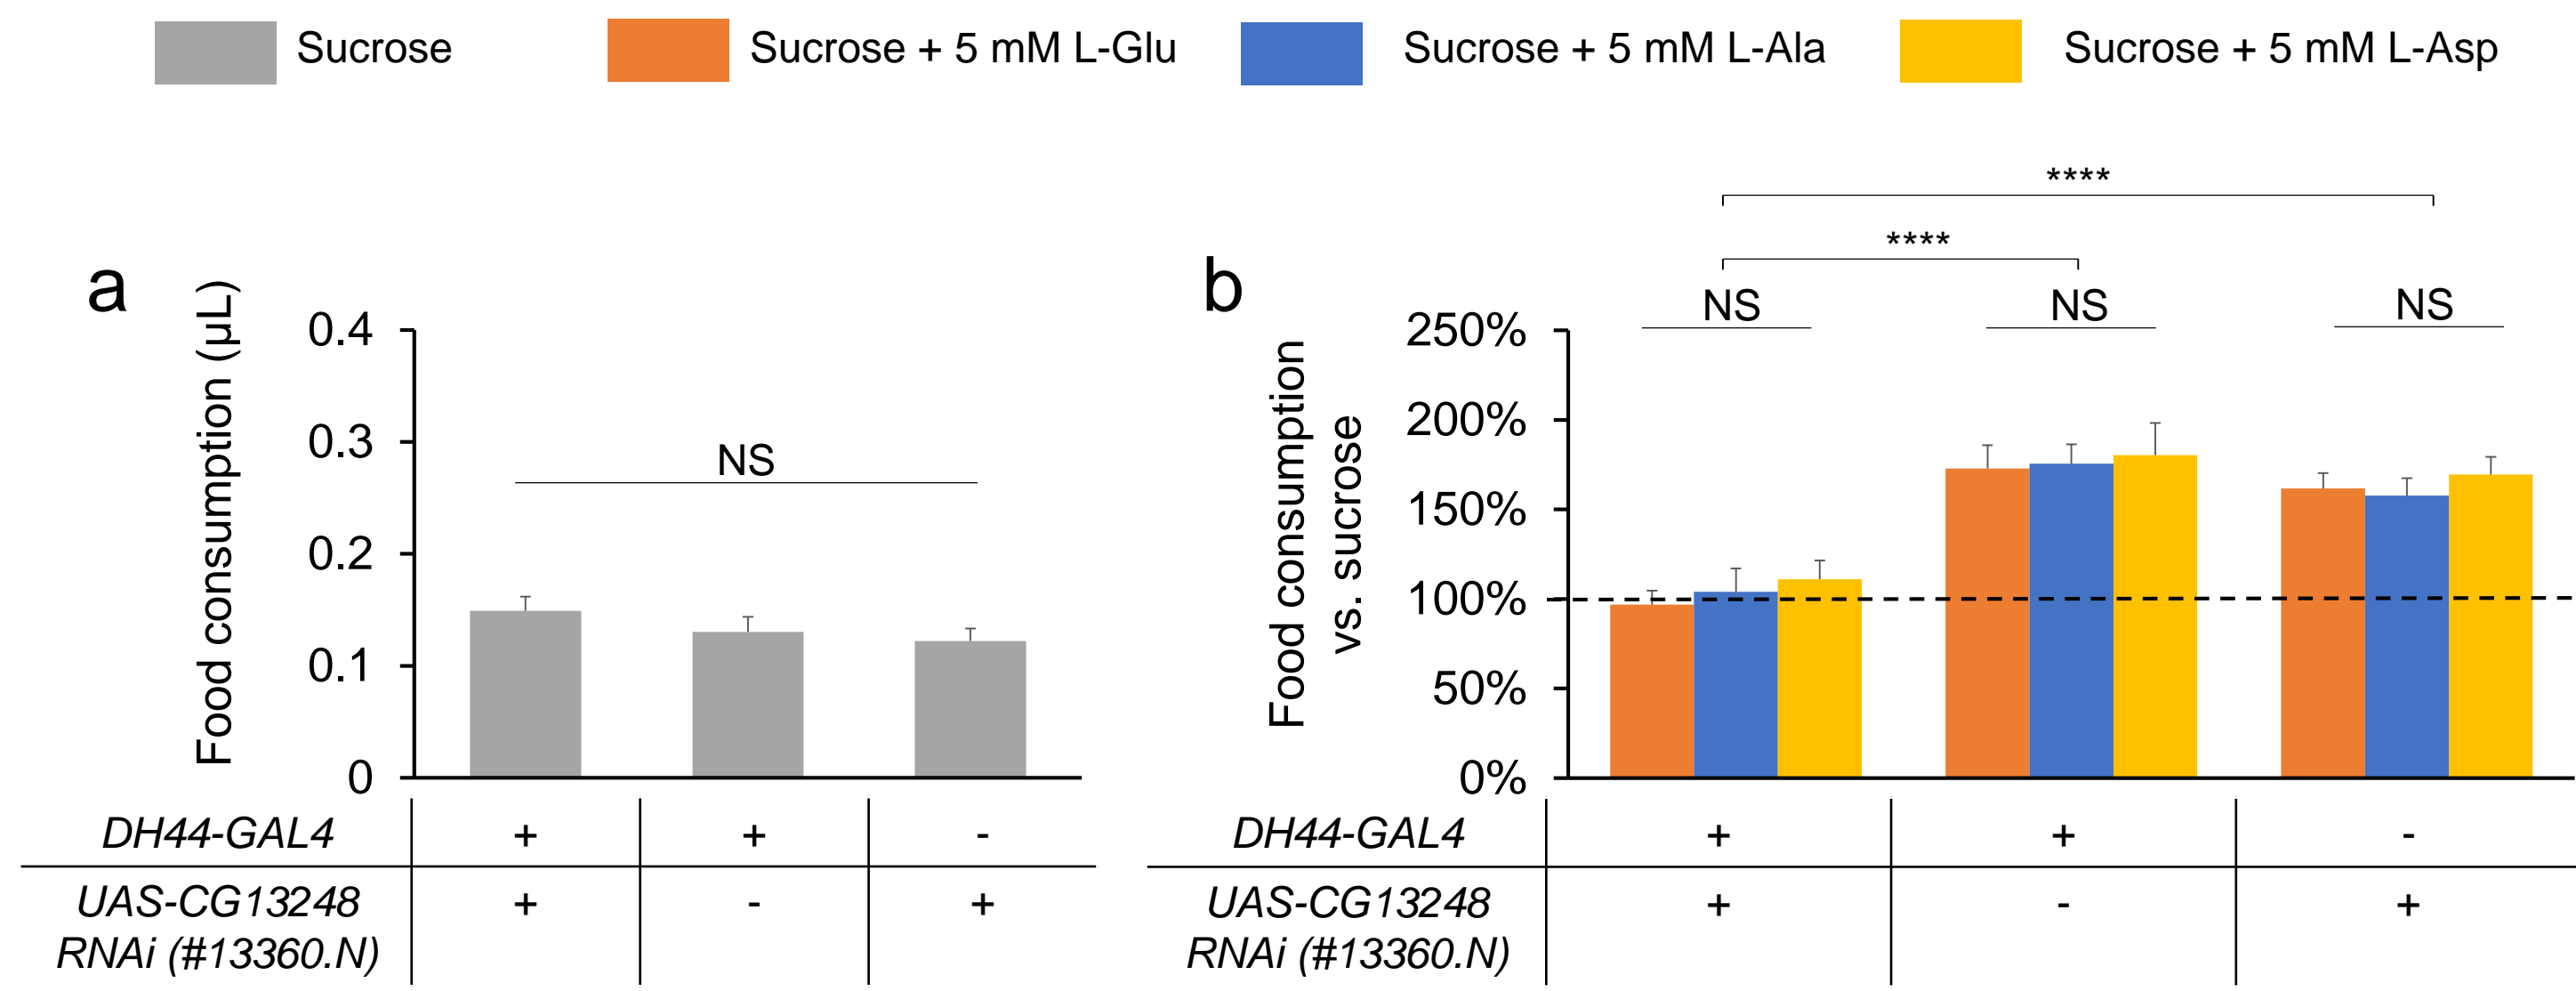 Sucrose
Sucrose + 5 mM L-Glu
Sucrose + 5 mM L-Ala
Sucrose + 5 mM L-Asp
a
Food consumption (μL)
0.4
0.3
0.2
0.1
0
NS
DH44-GAL4
+
+
-
UAS-CG13248
RNAi (#13360.N)
+
-
+
b
Food consumption
vs. sucrose
250%
200%
150%
100%
50%
0%
****
****
NS
NS
NS
DH44-GAL4
+
+
-
UAS-CG13248
RNAi (#13360.N)
+
-
+